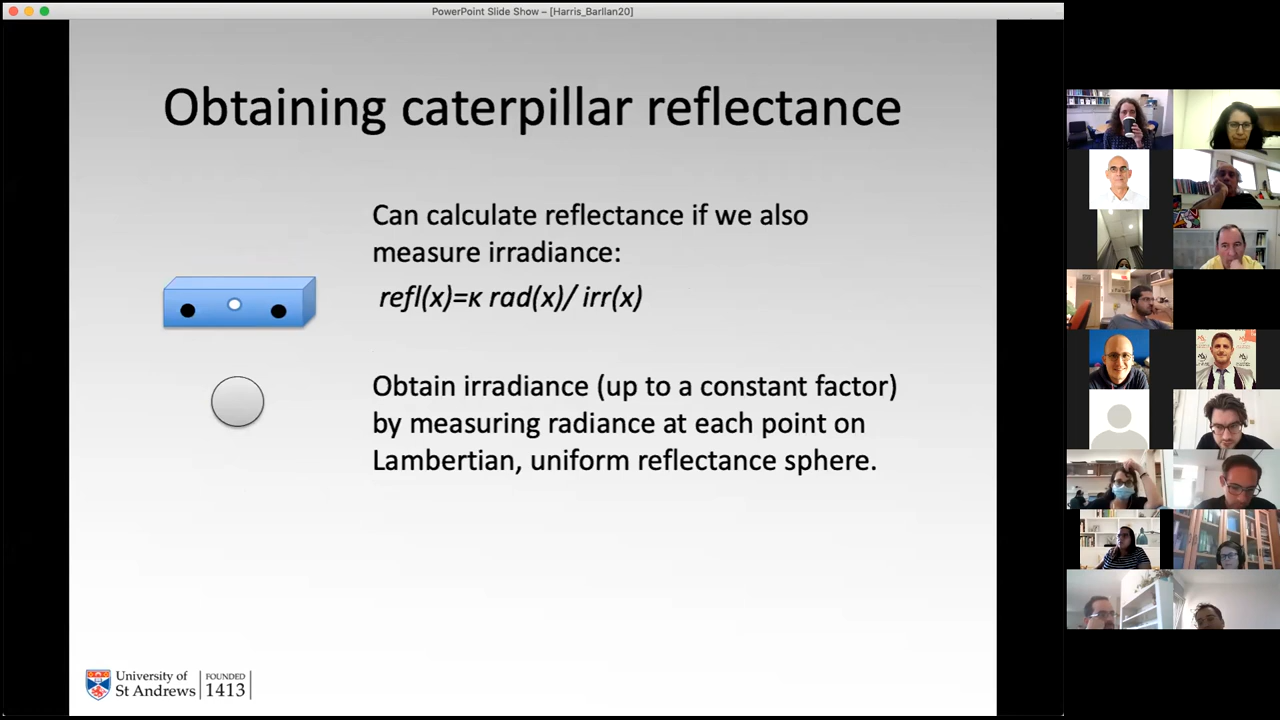 PowerPoint Slide Show – [Harris_BarIlan20]
Obtaining caterpillar reflectance
Can calculate reflectance if we also
measure irradiance:
refl(x)=κ rad(x)/ irr(x)
Obtain irradiance (up to a constant factor)
by measuring radiance at each point on
Lambertian, uniform reflectance sphere.
University of
St Andrews
FOUNDED
1413